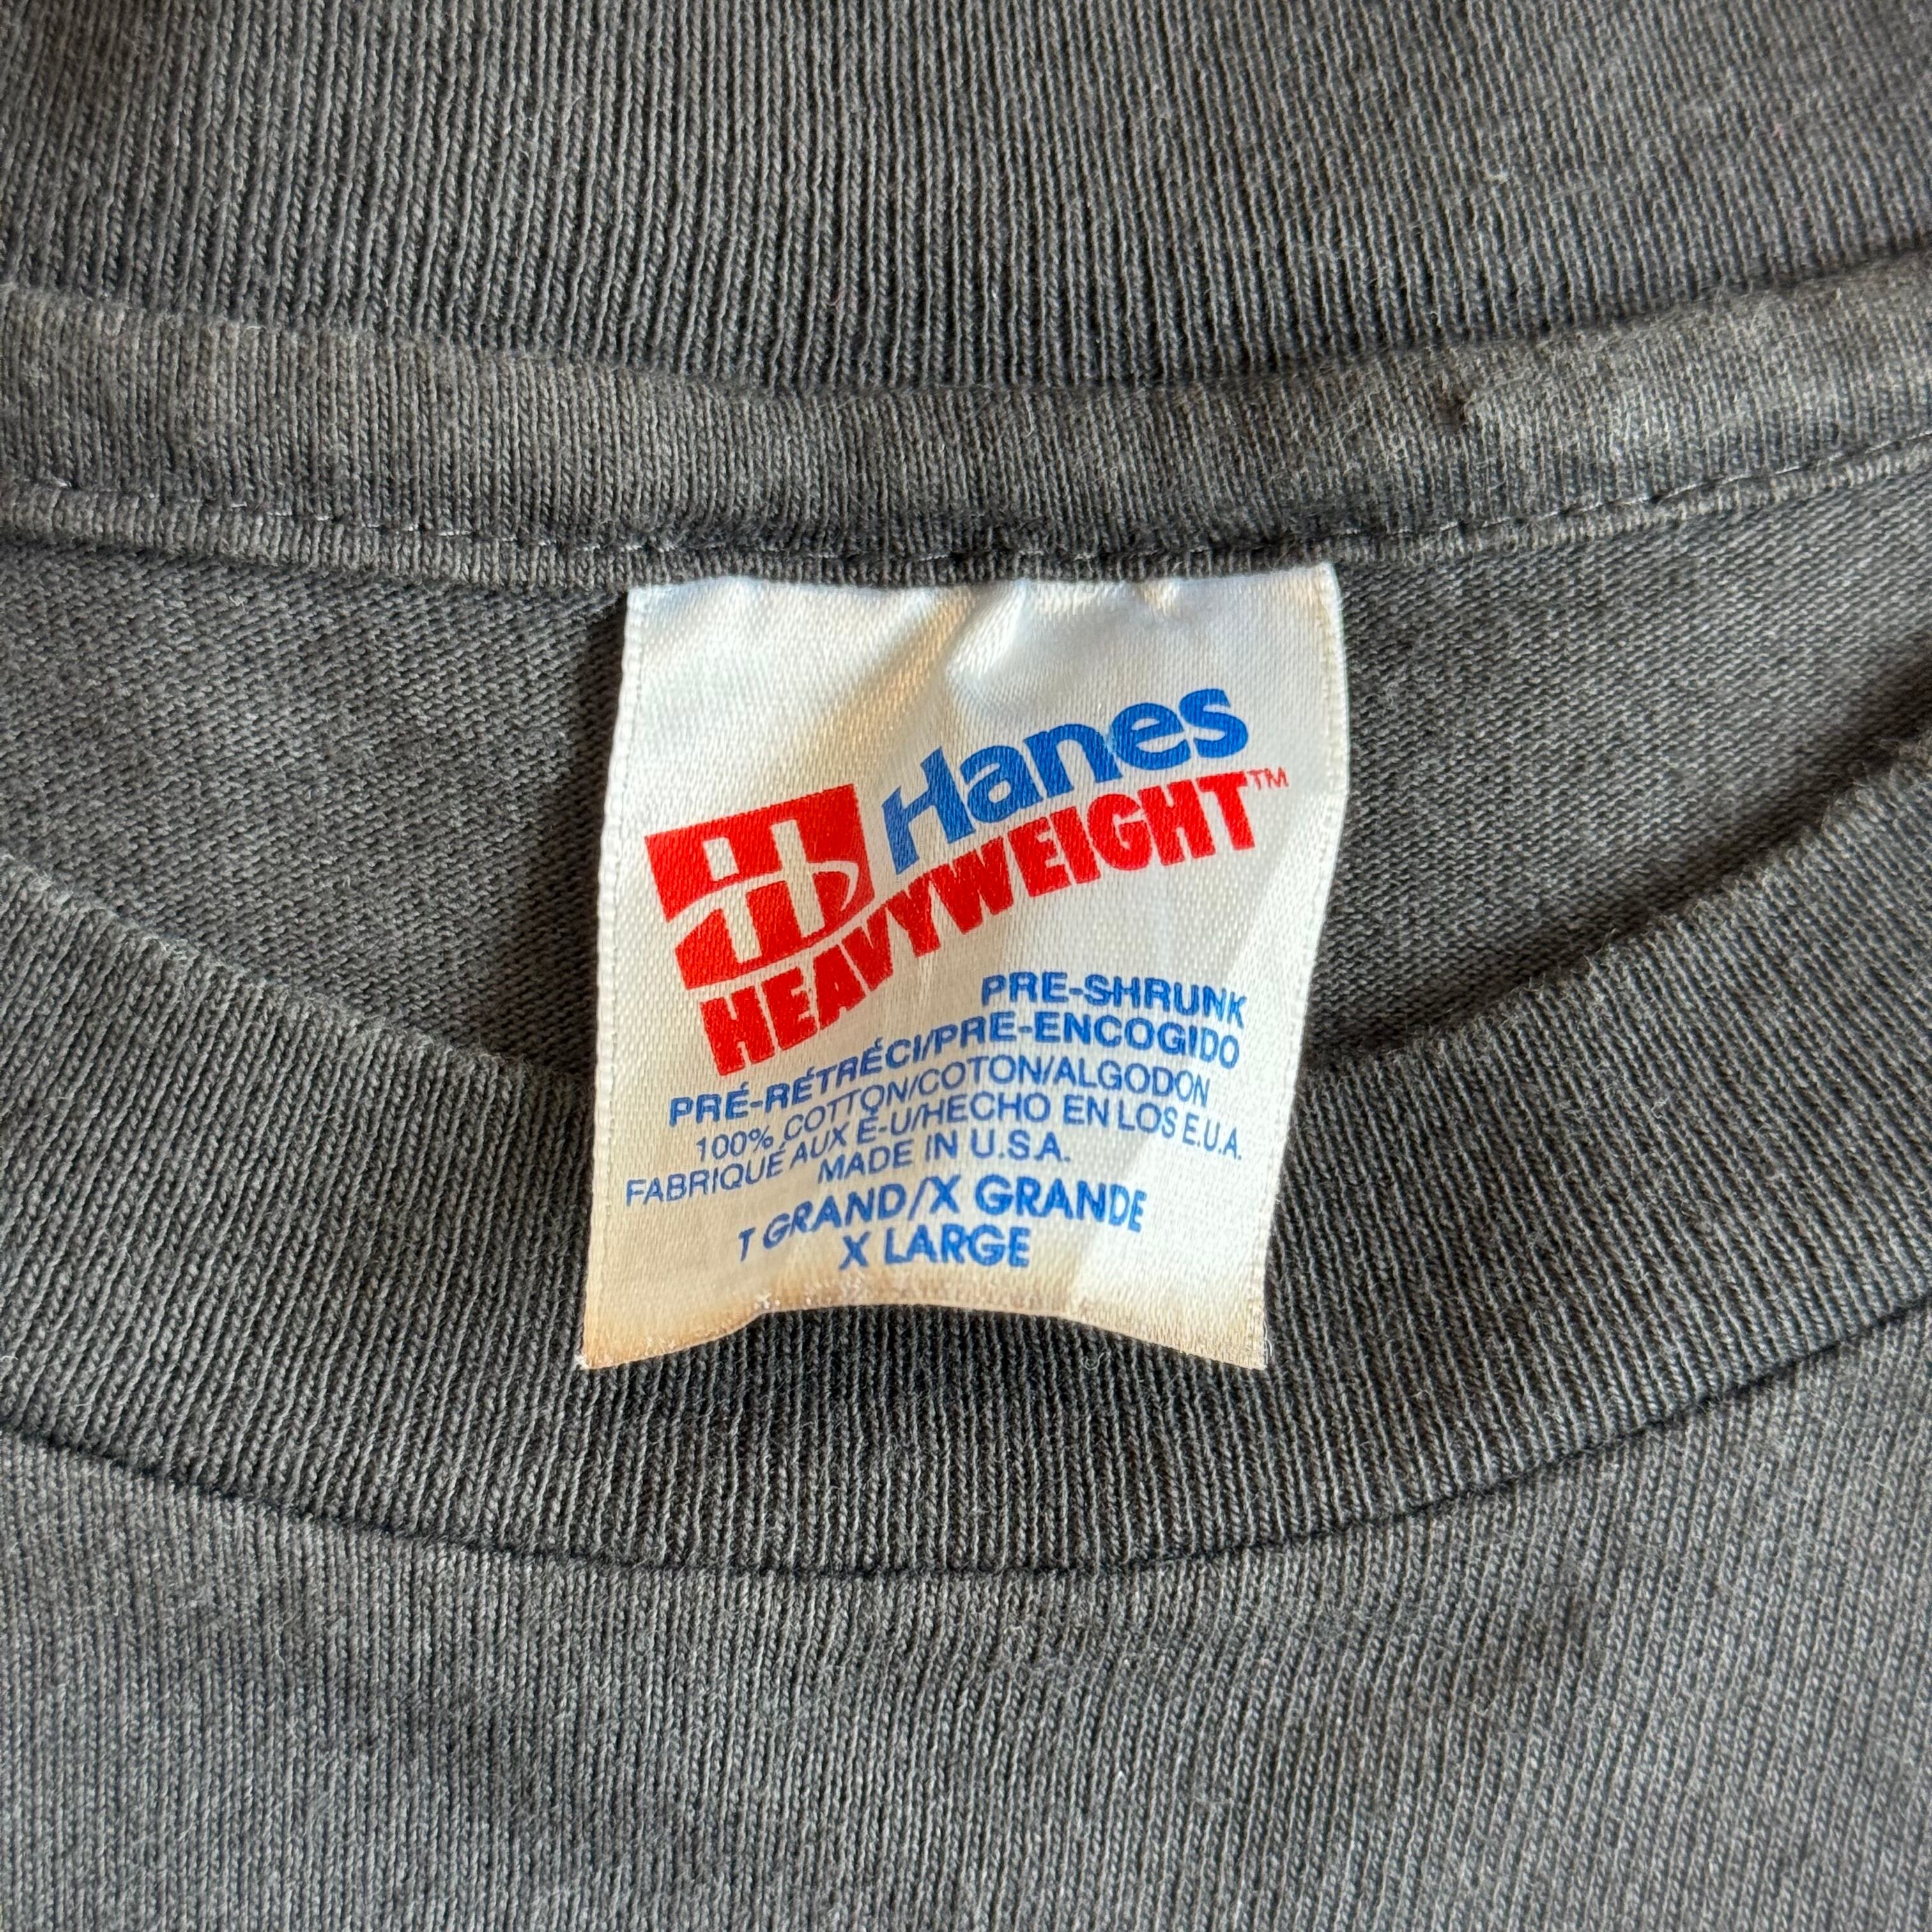 Hanes
HEAVYWEIGHT™
PRE-SHRUNK
PRÉ-RÉTRÉCI/PRE-ENCOGIDO
100% COTTON/COTON/ALGODON
FABRIQUÉ AUX É-U/HECHO EN LOS E.U.A.
MADE IN U.S.A.
T GRAND/X GRANDE
X LARGE